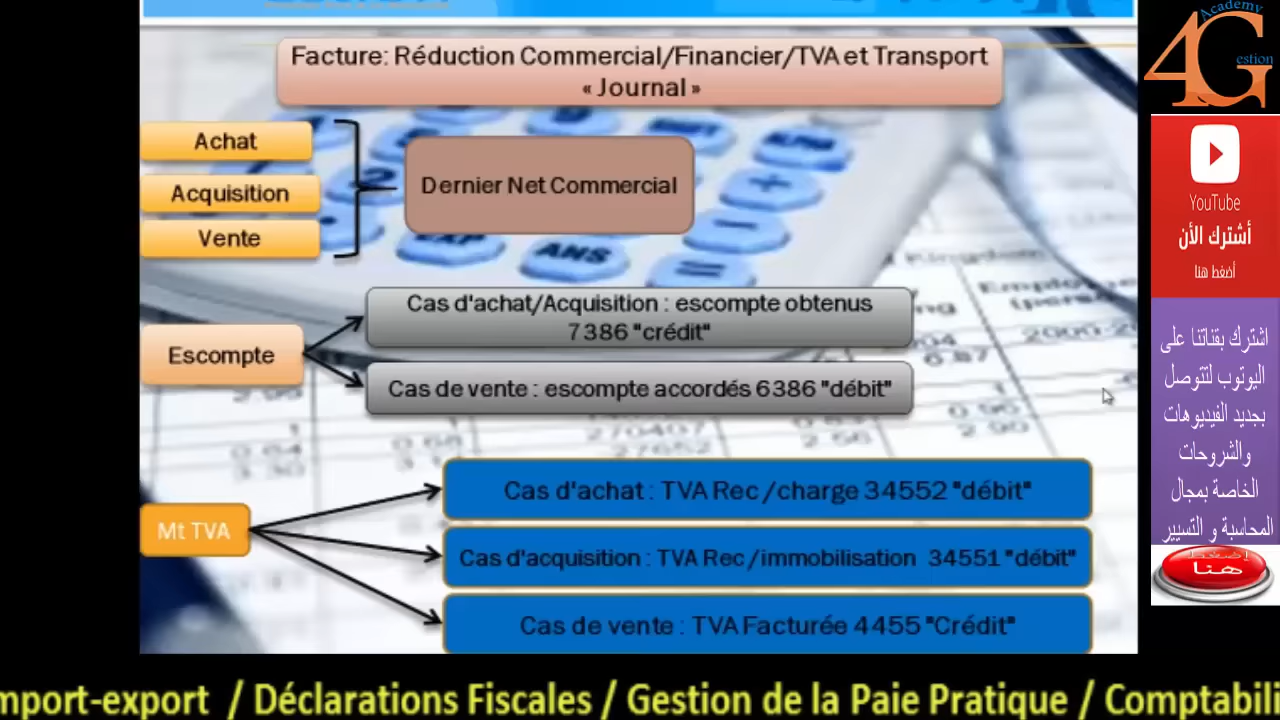 Facture: Réduction Commercial/Financier/TVA et Transport
« Journal »
Achat
Acquisition
Vente
Dernier Net Commercial
Escompte
Cas d'achat/Acquisition : escompte obtenus
7386 "crédit"
Cas de vente : escompte accordés 6386 "débit"
Mt TVA
Cas d'achat : TVA Rec /charge 34552 "débit"
Cas d'acquisition : TVA Rec /immobilisation 34551 "débit"
Cas de vente : TVA Facturée 4455 "Crédit"
Academy
4G
estion
YouTube
أشترك الأن
أضغط هنا
اشترك بقناتنا على
اليوتوب لتتوصل
بجديد الفيديوهات
والشروحات
الخاصة بمجال
المحاسبة و التسيير
هنا
mport-export / Déclarations Fiscales / Gestion de la Paie Pratique / Comptabili